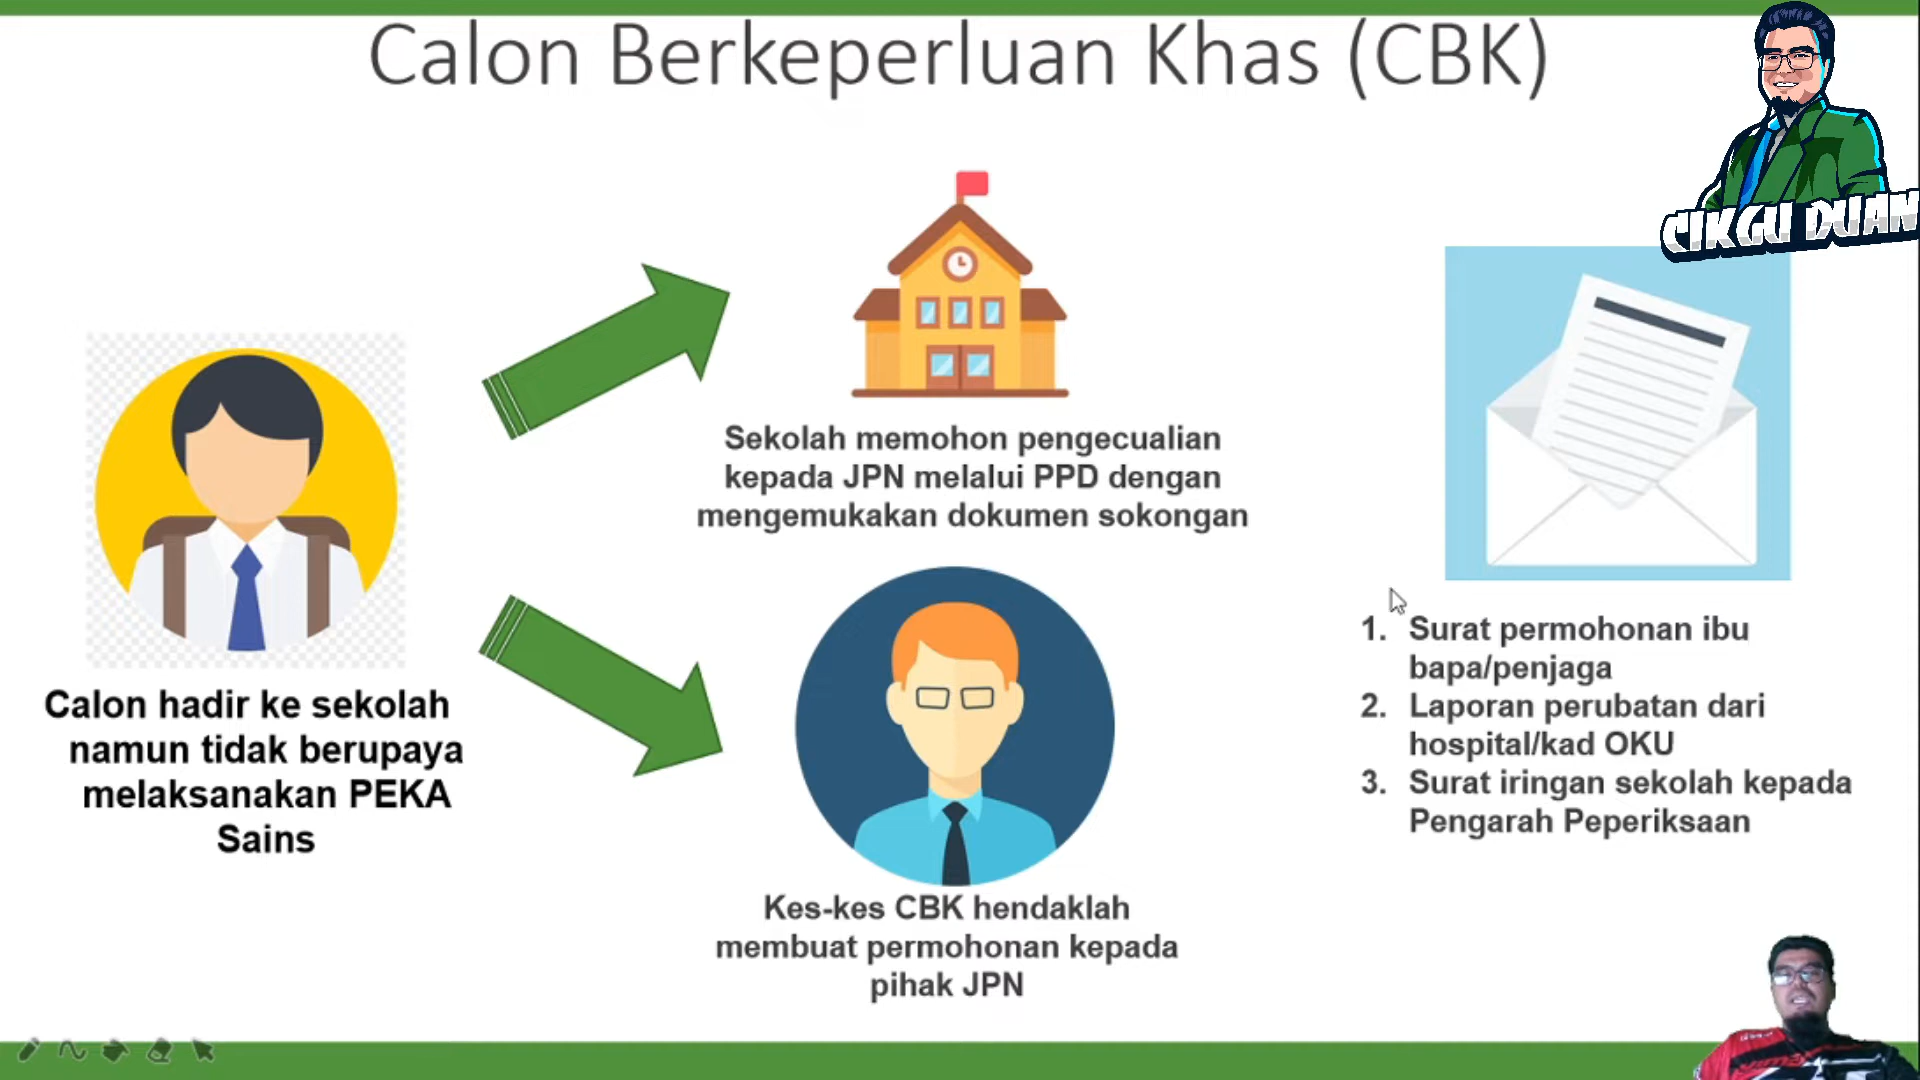 Calon Berkeperluan Khas (CBK)
CIKGU DUAN
Calon hadir ke sekolah
namun tidak berupaya
melaksanakan PEKA
Sains
Sekolah memohon pengecualian
kepada JPN melalui PPD dengan
mengemukakan dokumen sokongan
Kes-kes CBK hendaklah
membuat permohonan kepada
pihak JPN
1. Surat permohonan ibu
bapa/penjaga
2. Laporan perubatan dari
hospital/kad OKU
3. Surat iringan sekolah kepada
Pengarah Peperiksaan